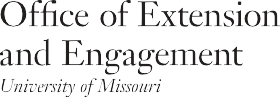 Office of Extension
and Engagement
University of Missouri